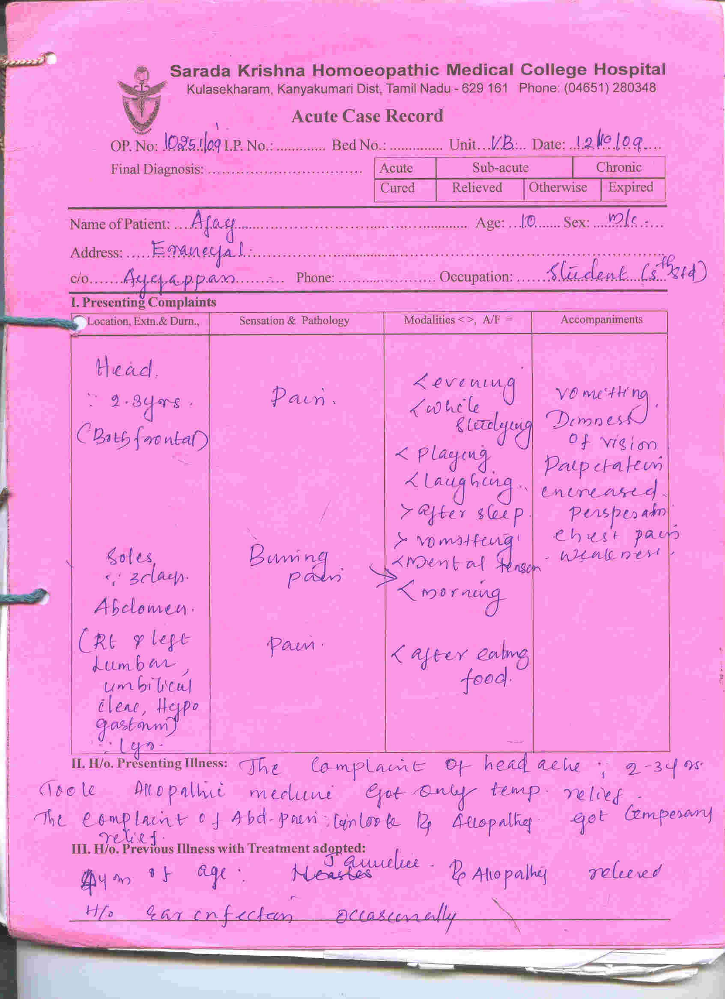 Sarada Krishna Homoeopathic Medical College Hospital
Kulasekharam, Kanyakumari Dist, Tamil Nadu - 629 161 Phone: (04651) 280348
Acute Case Record
OP. No: 10251/09 I.P. No.: ............. Bed No.: .............. Unit...VB... Date: 12/10/09
Final Diagnosis: ................................
Acute Sub-acute Chronic
Cured Relieved Otherwise Expired
Name of Patient: Ajay Age: 10 Sex: m/c
Address: Eraneyal
c/o Ayyappan Phone: ...................... Occupation: Student (5th Std)
I. Presenting Complaints
Location, Extn.& Durn., Sensation & Pathology Modalities < >, A/F = Accompaniments
Head.
∵ 2-3yrs.
(Both frontal)
Pain.
< evening
< while
studying
< playing
< laughing
> after sleep.
> vomitting
< Mental tension
Vomitting.
Dimness
of vision
Palpitation
increased.
perspiration
chest pain
weakness.
Soles
∵ 3days.
Burning
pain
< morning
Abdomen.
(Rt & left
Lumbar,
umbilical
iliac, Hypo
gastrium)
∵ 1yr.
Pain.
< after eating
food.
II. H/o. Presenting Illness: The Complaint of head ache ∵ 2-3yrs.
Took Allopathic medicine got only temp. relief.
The complaint of Abd-pain ∵ 1yr took Rx Allopathy. got temperary
relief.
III. H/o. Previous Illness with Treatment adopted:
4yrs of age: Measles Jaundice - Rx Allopathy relieved
H/o Ear infection occasionally